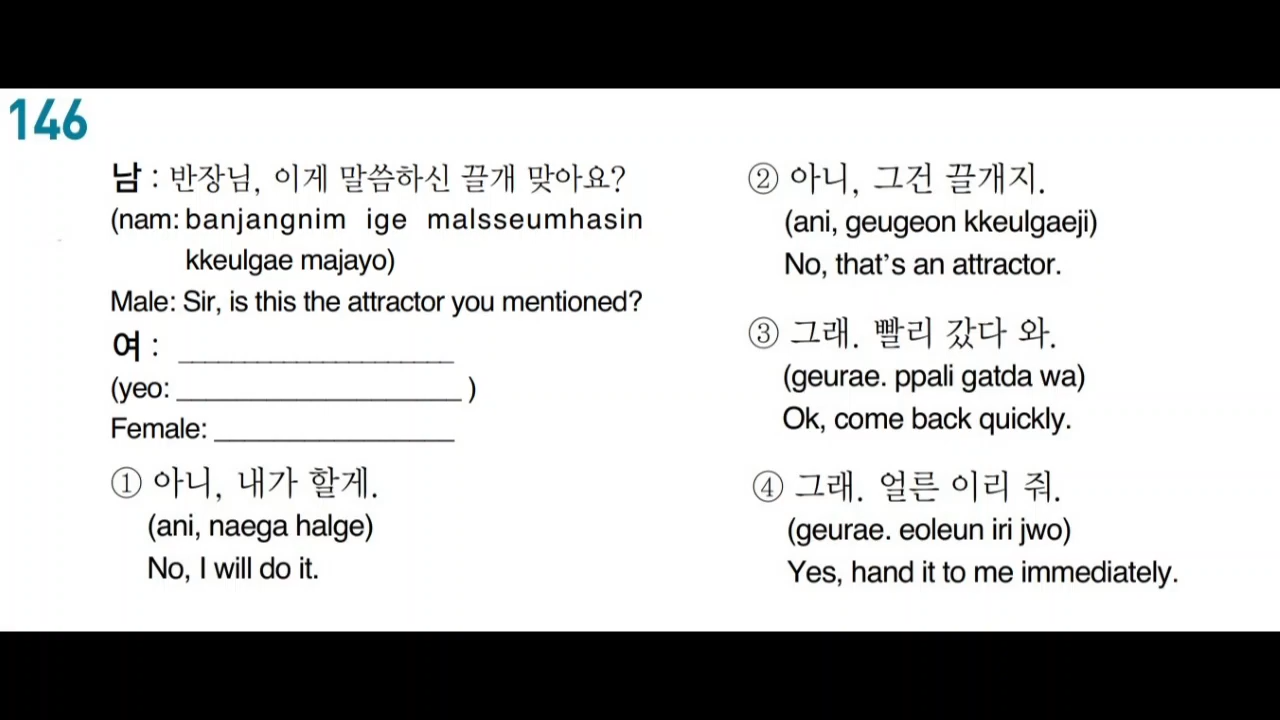 146
남 : 반장님, 이게 말씀하신 끌개 맞아요?
(nam: banjangnim ige malsseumhasin
kkeulgae majayo)
Male: Sir, is this the attractor you mentioned?
여 : ____________________
(yeo: ____________________ )
Female: ________________
① 아니, 내가 할게.
(ani, naega halge)
No, I will do it.
② 아니, 그건 끌개지.
(ani, geugeon kkeulgaeji)
No, that's an attractor.
③ 그래. 빨리 갔다 와.
(geurae. ppali gatda wa)
Ok, come back quickly.
④ 그래. 얼른 이리 줘.
(geurae. eoleun iri jwo)
Yes, hand it to me immediately.